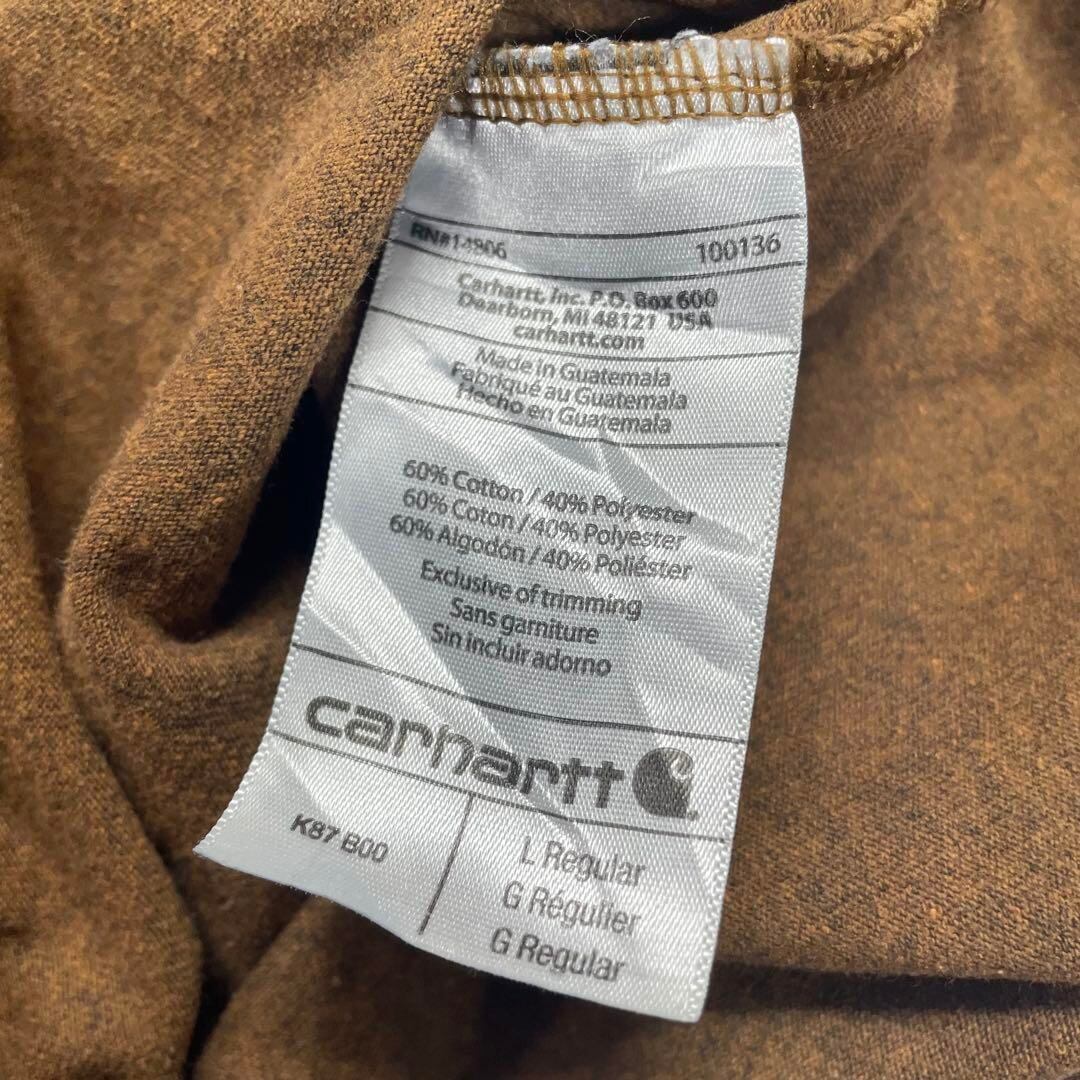 RN#14806 100136
Carhartt, Inc. P.O. Box 600
Dearborn, MI 48121 USA
carhartt.com
Made in Guatemala
Fabriqué au Guatemala
Hecho en Guatemala
60% Cotton / 40% Polyester
60% Coton / 40% Polyester
60% Algodón / 40% Poliéster
Exclusive of trimming
Sans garniture
Sin incluir adorno
carhartt
K87 B00
L Regular
G Régulier
G Regular